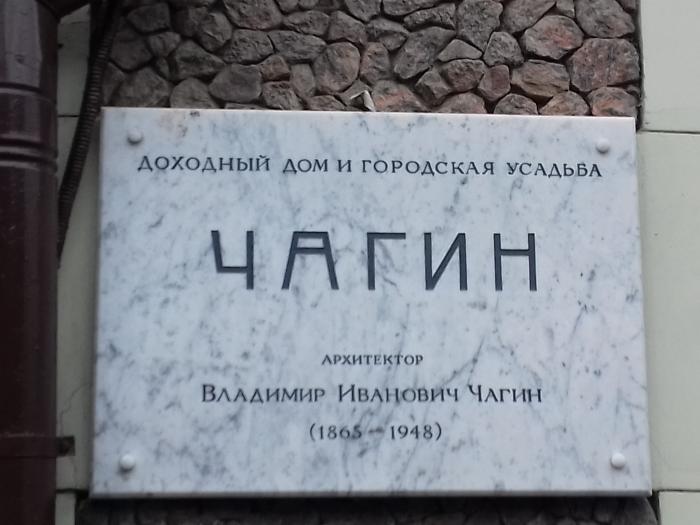 ДОХОДНЫЙ ДОМ И ГОРОДСКАЯ УСАДЬБА
ЧАГИН
АРХИТЕКТОР
ВЛАДИМИР ИВАНОВИЧ ЧАГИН
(1865 – 1948)